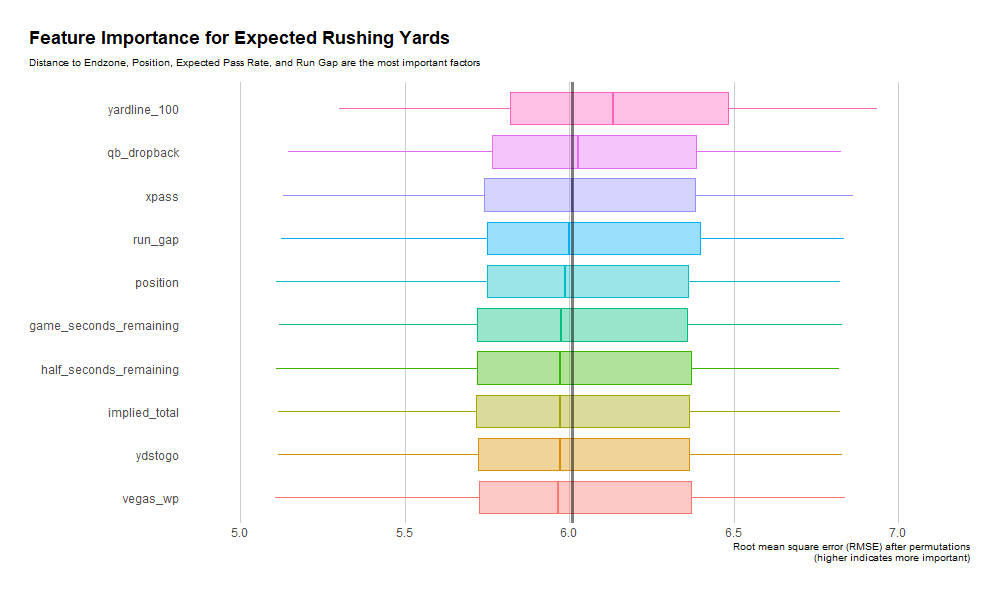 Feature Importance for Expected Rushing Yards
Distance to Endzone, Position, Expected Pass Rate, and Run Gap are the most important factors
yardline_100
qb_dropback
xpass
run_gap
position
game_seconds_remaining
half_seconds_remaining
implied_total
ydstogo
vegas_wp
5.0 5.5 6.0 6.5 7.0
Root mean square error (RMSE) after permutations
(higher indicates more important)